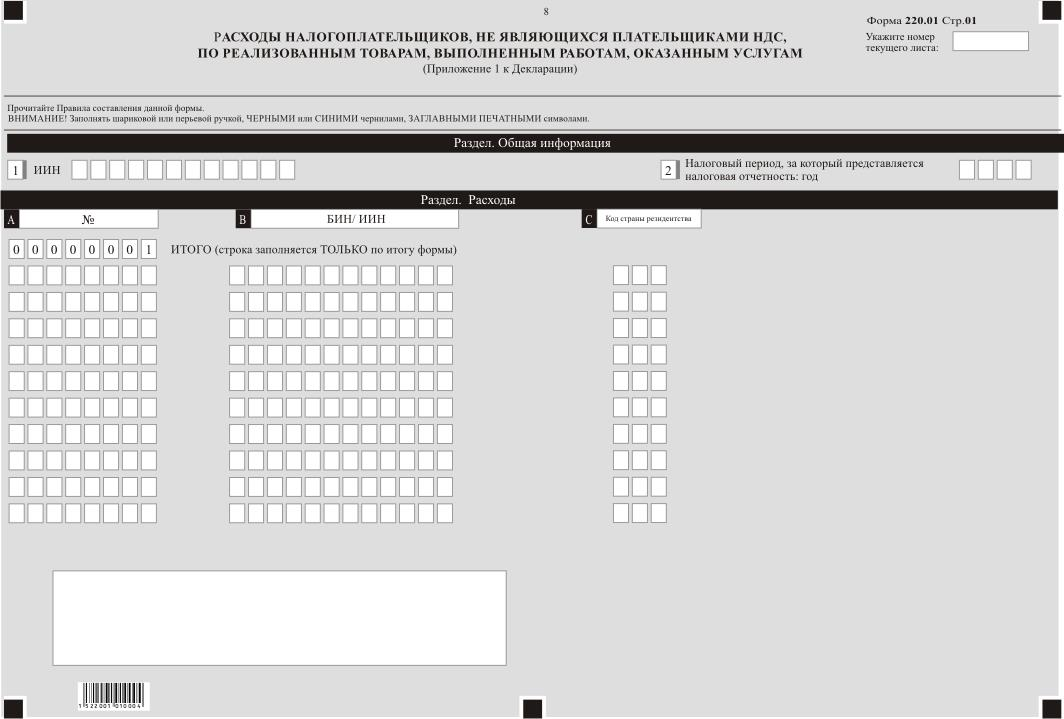 8
Форма 220.01 Стр.01
РАСХОДЫ НАЛОГОПЛАТЕЛЬЩИКОВ, НЕ ЯВЛЯЮЩИХСЯ ПЛАТЕЛЬЩИКАМИ НДС,
ПО РЕАЛИЗОВАННЫМ ТОВАРАМ, ВЫПОЛНЕННЫМ РАБОТАМ, ОКАЗАННЫМ УСЛУГАМ
(Приложение 1 к Декларации)
Укажите номер
текущего листа:
Прочитайте Правила составления данной формы.
ВНИМАНИЕ! Заполнять шариковой или перьевой ручкой, ЧЕРНЫМИ или СИНИМИ чернилами, ЗАГЛАВНЫМИ ПЕЧАТНЫМИ символами.
Раздел. Общая информация
1 ИИН
2 Налоговый период, за который представляется
налоговая отчетность: год
Раздел. Расходы
A № B БИН/ ИИН C Код страны резидентства
0 0 0 0 0 0 0 1 ИТОГО (строка заполняется ТОЛЬКО по итогу формы)
1 522001 010004